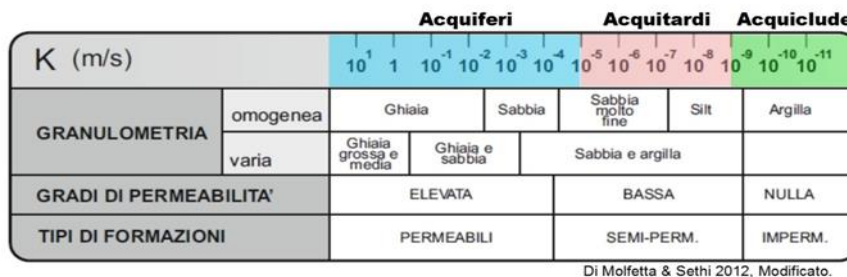 Acquiferi Acquitardi Acquiclude
K (m/s) 10¹ 1 10⁻¹ 10⁻² 10⁻³ 10⁻⁴ 10⁻⁵ 10⁻⁶ 10⁻⁷ 10⁻⁸ 10⁻⁹ 10⁻¹⁰ 10⁻¹¹
GRANULOMETRIA
omogenea
Ghiaia
Sabbia
Sabbia
molto
fine
Silt
Argilla
varia
Ghiaia
grossa e
media
Ghiaia e
sabbia
Sabbia e argilla
GRADI DI PERMEABILITA' ELEVATA BASSA NULLA
TIPI DI FORMAZIONI PERMEABILI SEMI-PERM. IMPERM.
Di Molfetta & Sethi 2012, Modificato.